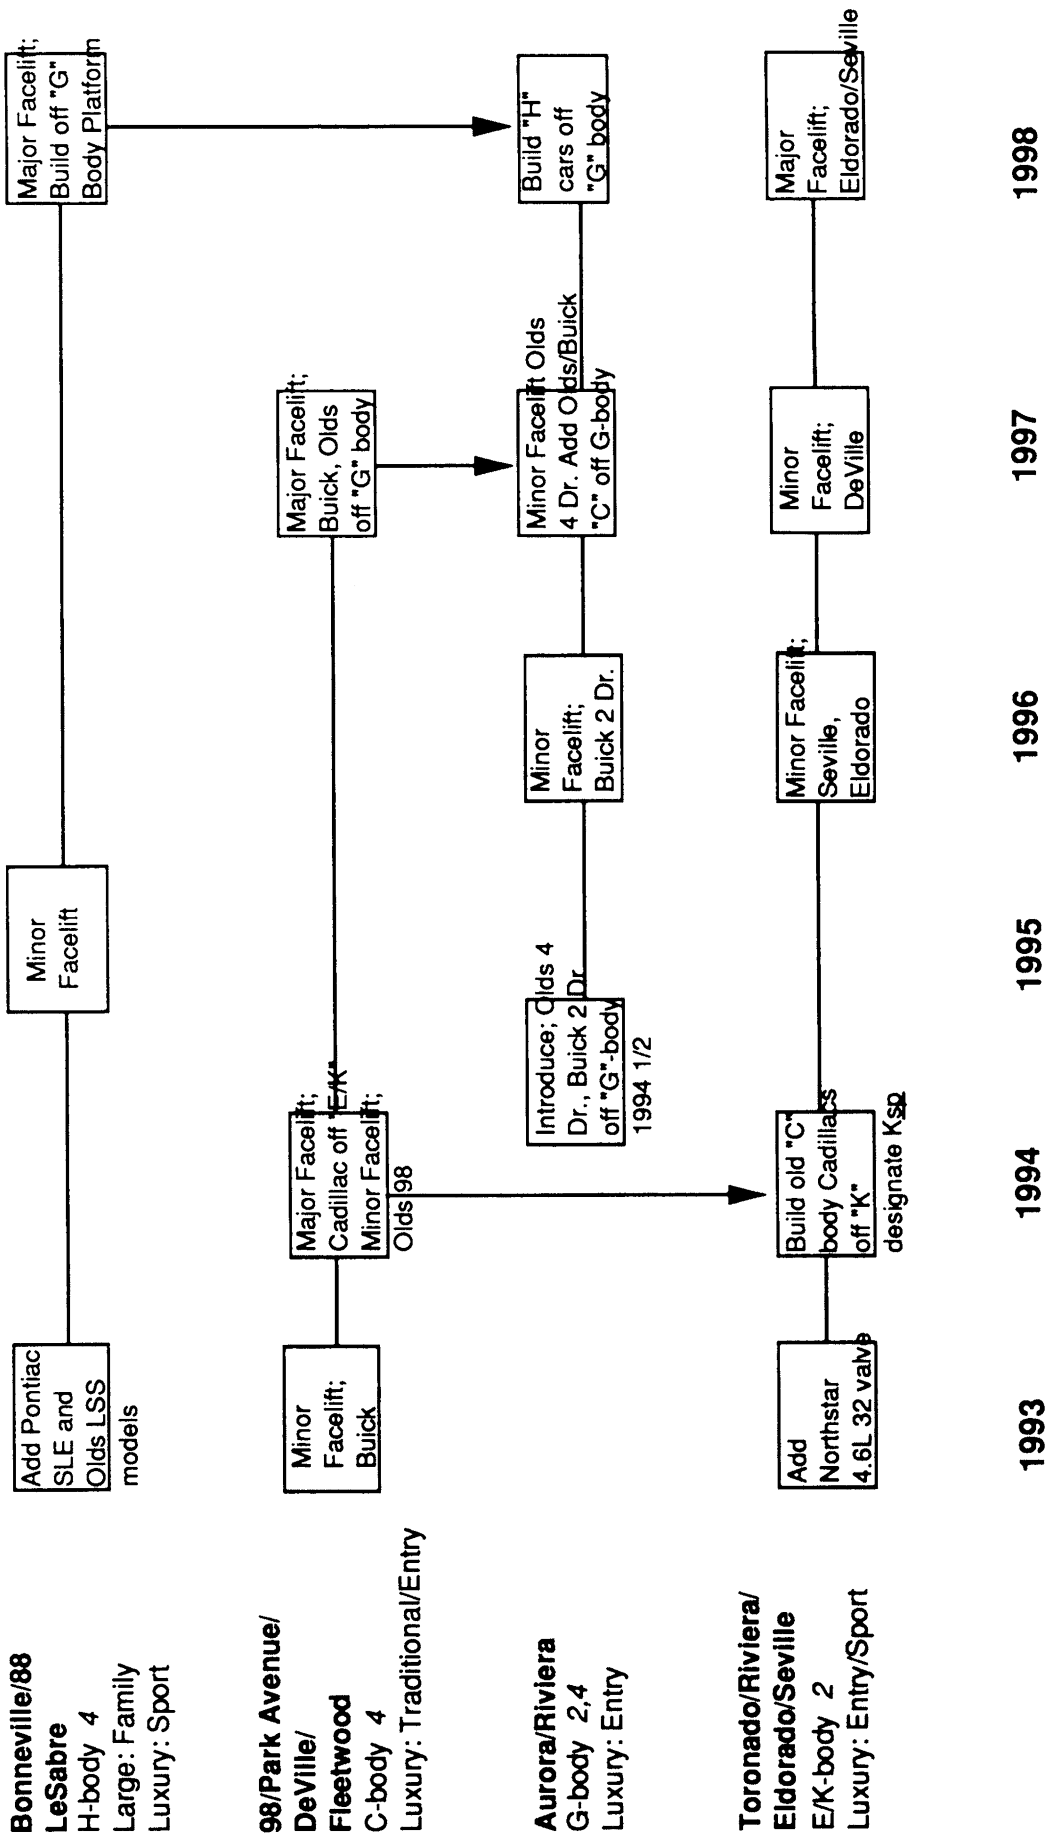 Bonneville/88
LeSabre
H-body 4
Large: Family
Luxury: Sport
Add Pontiac
SLE and
Olds LSS
models
Minor
Facelift
Major Facelift;
Build off "G"
Body Platform
98/Park Avenue/
DeVille/
Fleetwood
C-body 4
Luxury: Traditional/Entry
Minor
Facelift;
Buick
Major Facelift;
Cadillac off "E/K"
Minor Facelift;
Olds 98
Major Facelift;
Buick, Olds
off "G" body
Aurora/Riviera
G-body 2,4
Luxury: Entry
Introduce; Olds 4
Dr., Buick 2 Dr
off "G"-body
1994 1/2
Minor
Facelift;
Buick 2 Dr.
Minor Facelift Olds
4 Dr. Add Olds/Buick
"C" off G-body
Build "H"
cars off
"G" body
Toronado/Riviera/
Eldorado/Seville
E/K-body 2
Luxury: Entry/Sport
Add
Northstar
4.6L 32 valve
Build old "C"
body Cadillacs
off "K"
designate Ksp
Minor Facelift;
Seville,
Eldorado
Minor
Facelift;
DeVille
Major
Facelift;
Eldorado/Seville
1993
1994
1995
1996
1997
1998